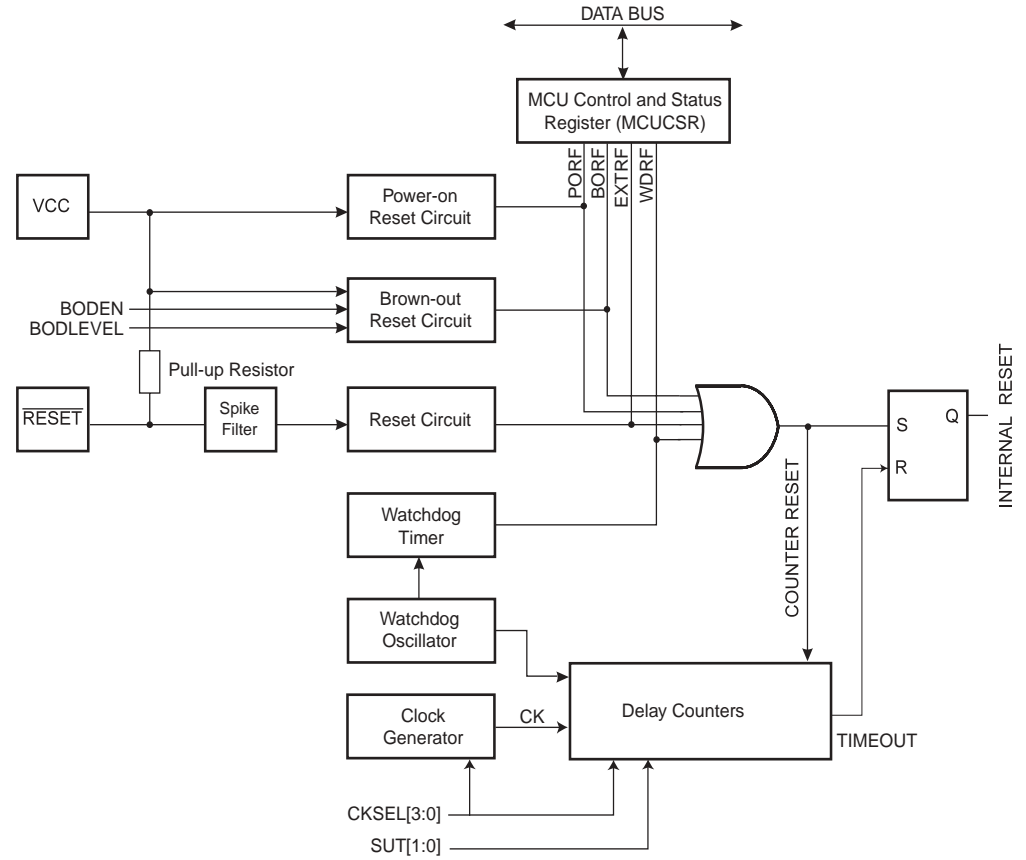 DATA BUS
MCU Control and Status
Register (MCUCSR)
PORF
BORF
EXTRF
WDRF
VCC
Power-on
Reset Circuit
BODEN
BODLEVEL
Brown-out
Reset Circuit
Pull-up Resistor
RESET
Spike
Filter
Reset Circuit
S
Q
R
INTERNAL RESET
COUNTER RESET
Watchdog
Timer
Watchdog
Oscillator
Clock
Generator
CK
Delay Counters
TIMEOUT
CKSEL[3:0]
SUT[1:0]